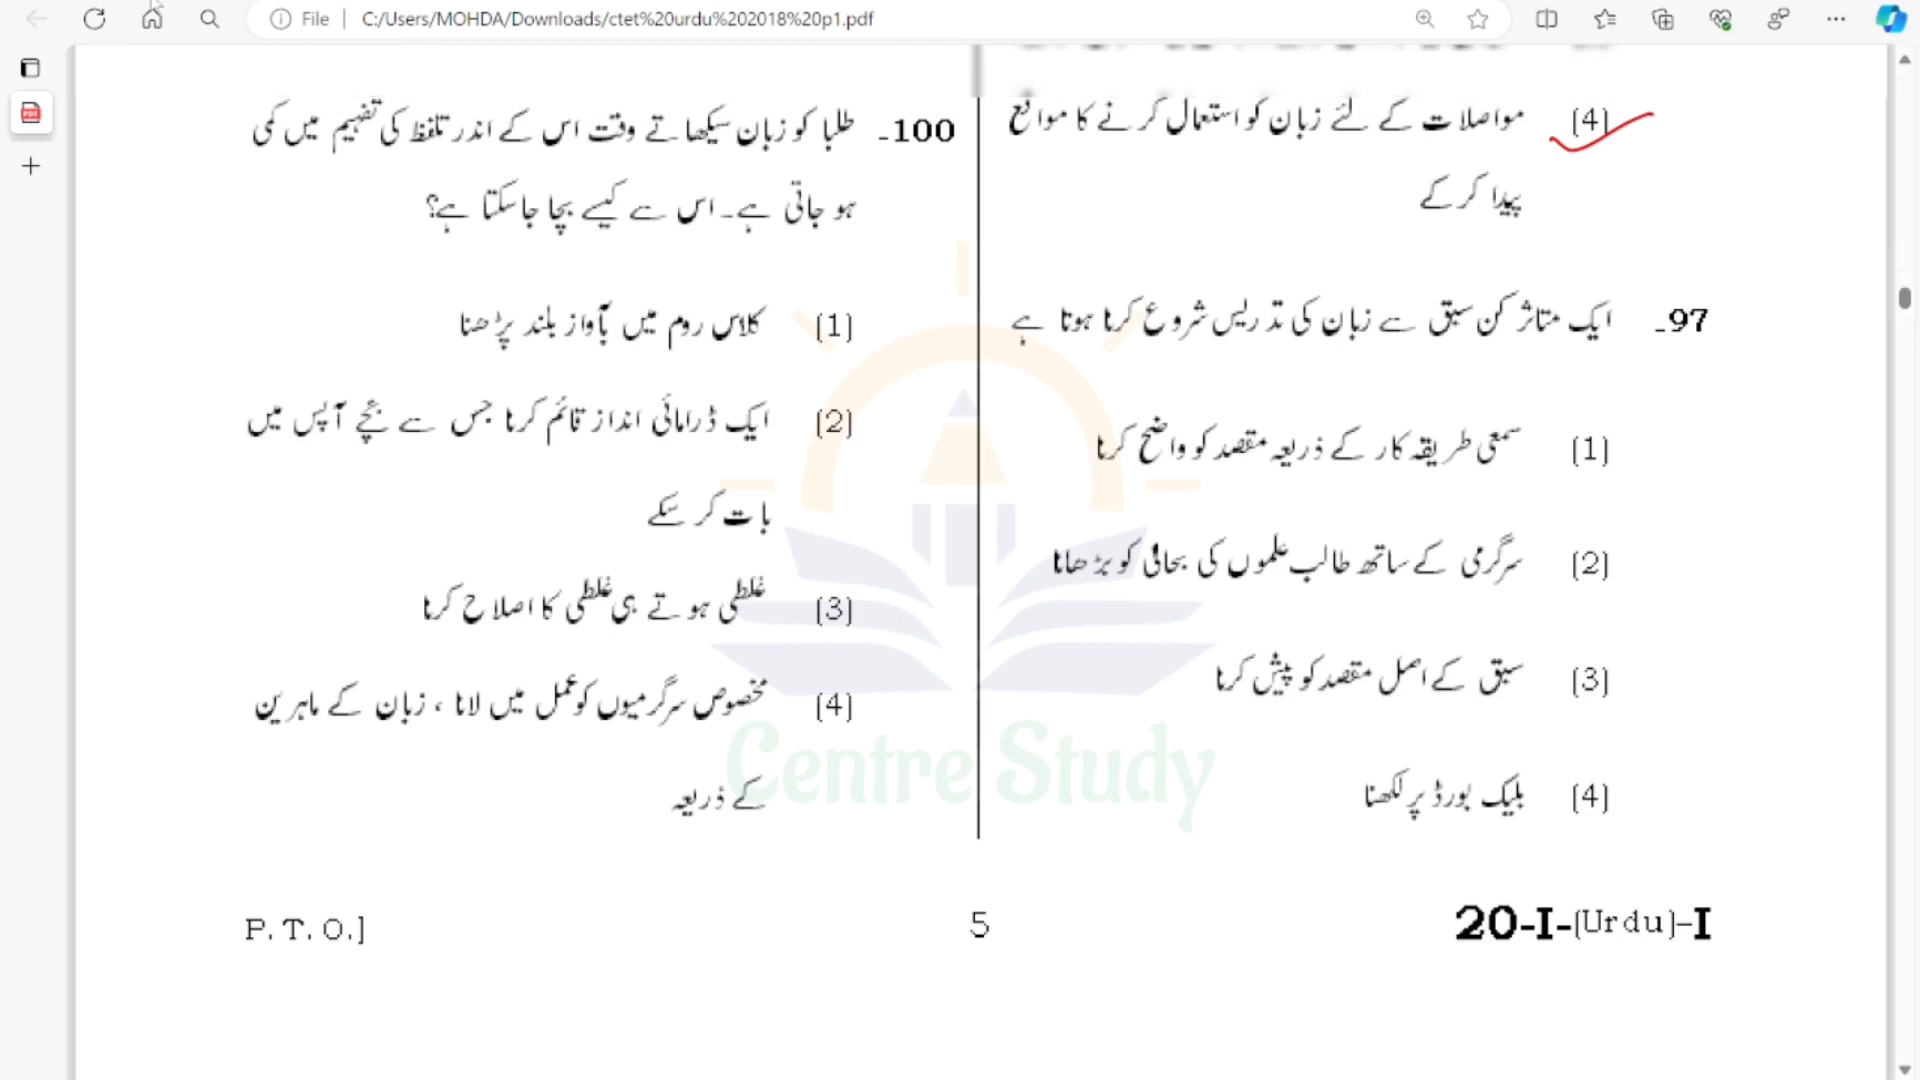 File | C:/Users/MOHDA/Downloads/ctet%20urdu%202018%20p1.pdf
(4) مواصلات کے لئے زبان کو استعمال کرنے کا مواقع
پیدا کر کے
97- ایک متاثر کن سبق سے زبان کی تدریس شروع کرنا ہوتا ہے
(1) سمعی طریقہ کار کے ذریعہ مقصد کو واضح کرنا
(2) سرگرمی کے ساتھ طالب علموں کی بحالی کو بڑھانا
(3) سبق کے اصل مقصد کو پیش کرنا
(4) بلیک بورڈ پر لکھنا
100- طلبا کو زبان سیکھاتے وقت اس کے اندر تلفظ کی تفہیم میں کمی
ہو جاتی ہے۔ اس سے کیسے بچا جا سکتا ہے؟
(1) کلاس روم میں بآواز بلند پڑھنا
(2) ایک ڈرامائی انداز قائم کرنا جس سے بچے آپس میں
بات کر سکے
(3) غلطی ہوتے ہی غلطی کا اصلاح کرنا
(4) مخصوص سرگرمیوں کو عمل میں لانا ، زبان کے ماہرین
کے ذریعہ
Centre Study
P. T. O.]
5
20-I-(Urdu)-I